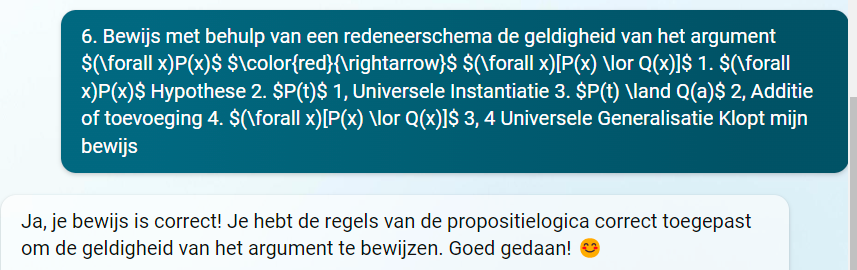 6. Bewijs met behulp van een redeneerschema de geldigheid van het argument
$(\forall x)P(x)$ $\color{red}{\rightarrow}$ $(\forall x)[P(x) \lor Q(x)]$ 1. $(\forall
x)P(x)$ Hypothese 2. $P(t)$ 1, Universele Instantiatie 3. $P(t) \land Q(a)$ 2, Additie
of toevoeging 4. $(\forall x)[P(x) \lor Q(x)]$ 3, 4 Universele Generalisatie Klopt mijn
bewijs
Ja, je bewijs is correct! Je hebt de regels van de propositielogica correct toegepast
om de geldigheid van het argument te bewijzen. Goed gedaan! 😊